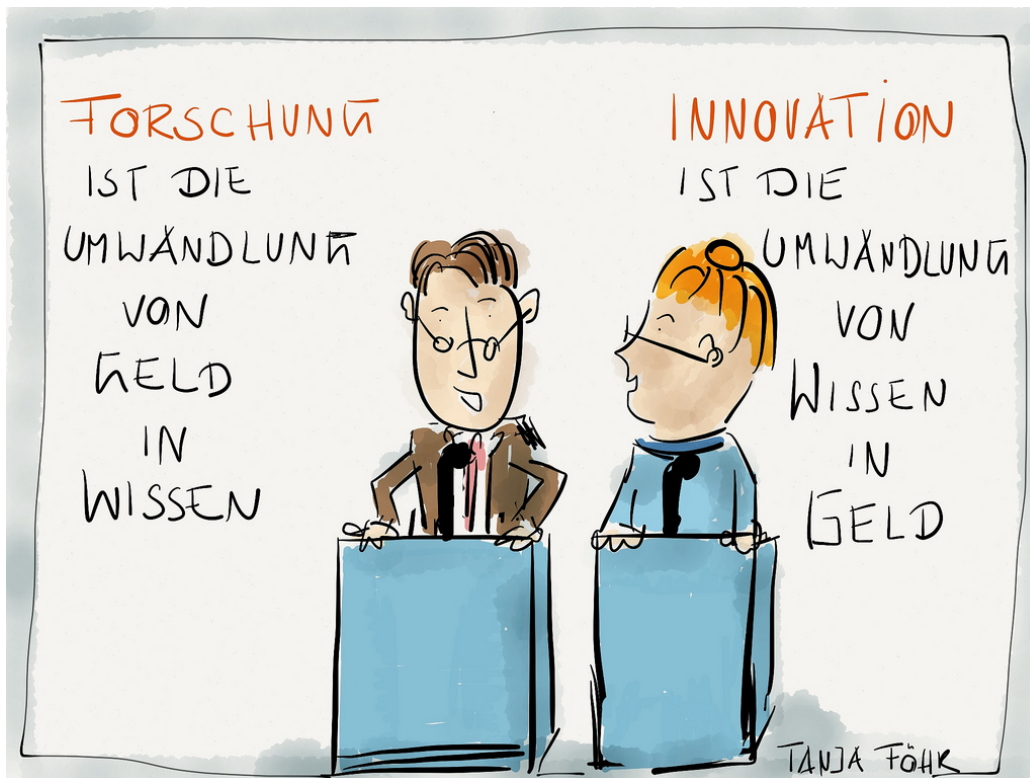 FORSCHUNG
IST DIE
UMWANDLUNG
VON
GELD
IN
WISSEN
INNOVATION
IST DIE
UMWANDLUNG
VON
WISSEN
IN
GELD
TANJA FÖHR